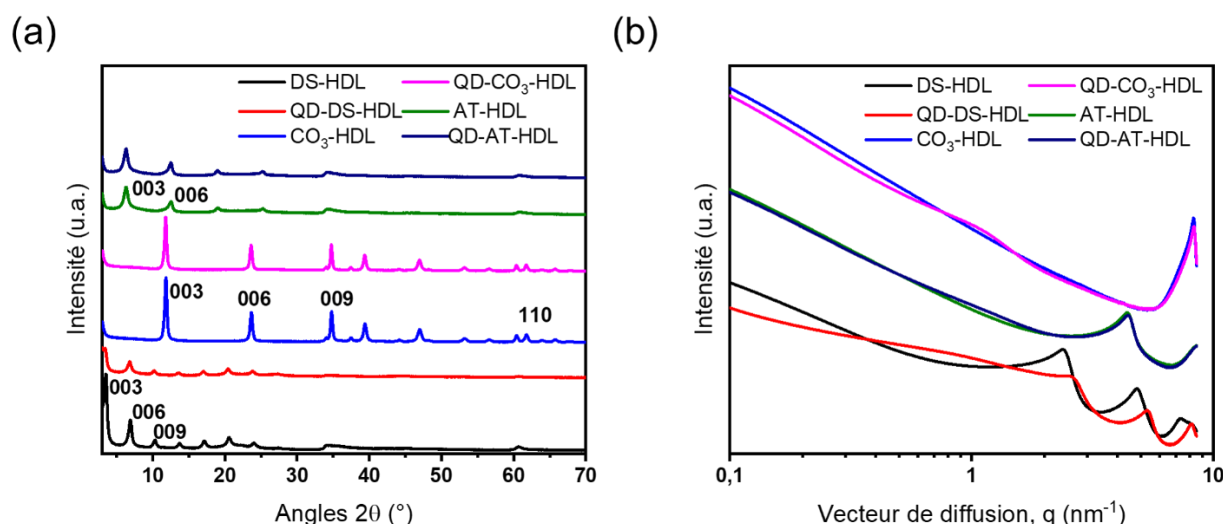 (a)
DS-HDL QD-CO₃-HDL
QD-DS-HDL AT-HDL
CO₃-HDL QD-AT-HDL
003
006
003
006
009
110
003
006
009
10 20 30 40 50 60 70
Angles 2θ (°)
Intensité (u.a.)
(b)
DS-HDL QD-CO₃-HDL
QD-DS-HDL AT-HDL
CO₃-HDL QD-AT-HDL
0,1 1 10
Vecteur de diffusion, q (nm⁻¹)
Intensité (u.a.)